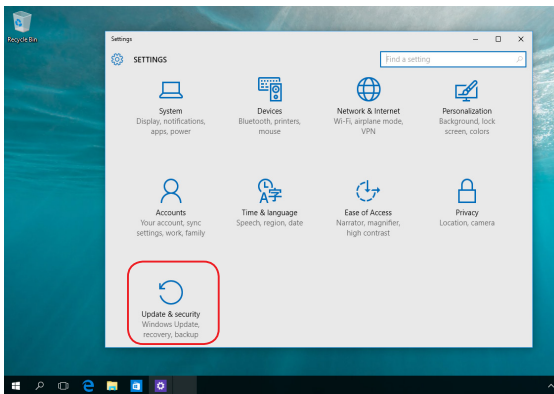 Recycle Bin
Settings
SETTINGS
Find a setting
System
Display, notifications,
apps, power
Devices
Bluetooth, printers,
mouse
Network & Internet
Wi-Fi, airplane mode,
VPN
Personalization
Background, lock
screen, colors
Accounts
Your account, sync
settings, work, family
Time & language
Speech, region, date
Ease of Access
Narrator, magnifier,
high contrast
Privacy
Location, camera
Update & security
Windows Update,
recovery, backup